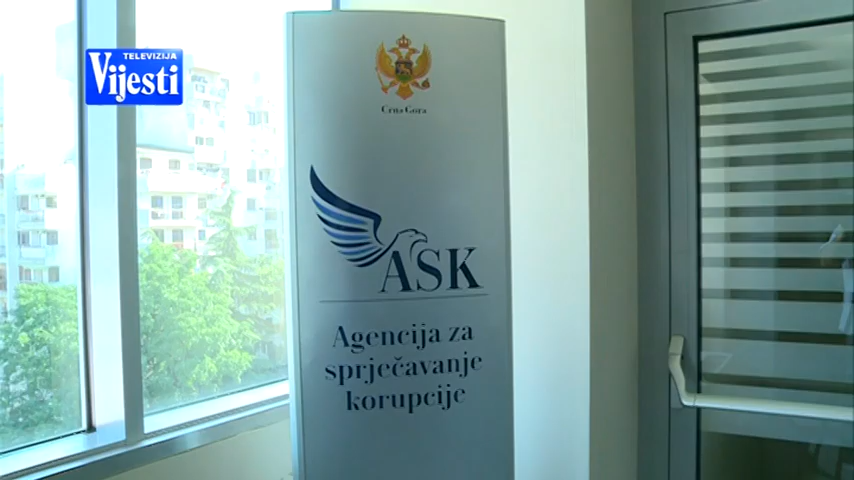 TELEVIZIJA
Vijesti
Crna Gora
ASK
Agencija za
sprječavanje
korupcije